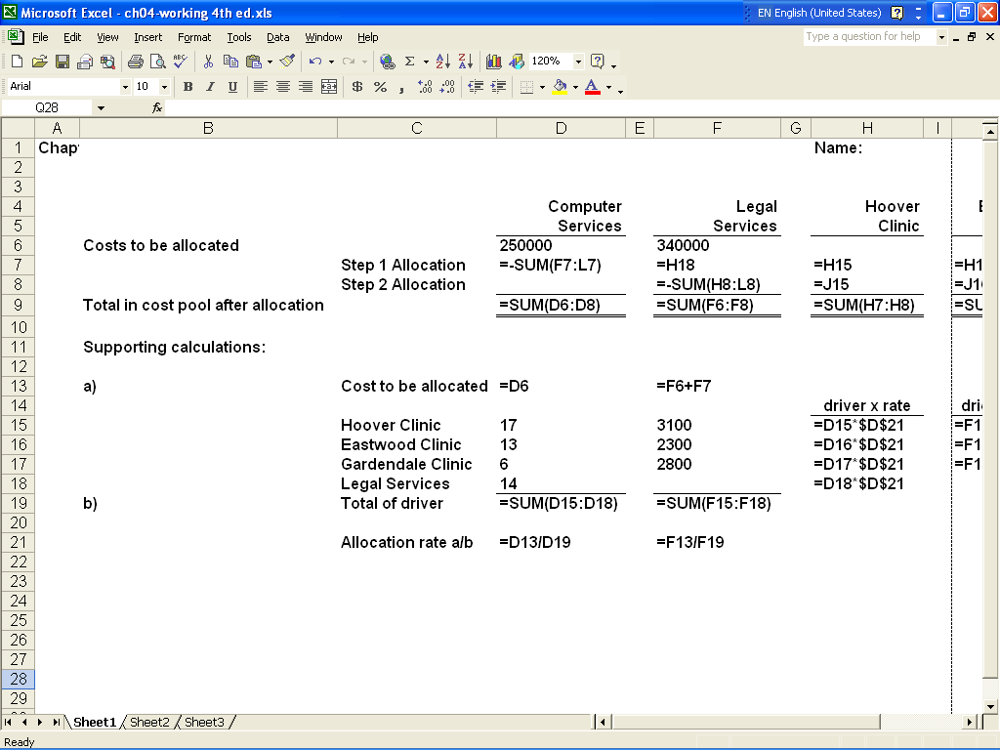 Microsoft Excel - ch04-working 4th ed.xls EN English (United States)
File Edit View Insert Format Tools Data Window Help Type a question for help
120%
Arial 10 B I U $ % ,
Q28 fx
A B C D E F G H I
1 Chap Name:
2
3
4 Computer Legal Hoover
5 Services Services Clinic
6 Costs to be allocated 250000 340000
7 Step 1 Allocation =-SUM(F7:L7) =H18 =H15 =H1
8 Step 2 Allocation =-SUM(H8:L8) =J15 =J1
9 Total in cost pool after allocation =SUM(D6:D8) =SUM(F6:F8) =SUM(H7:H8) =SU
10
11 Supporting calculations:
12
13 a) Cost to be allocated =D6 =F6+F7
14 driver x rate dri
15 Hoover Clinic 17 3100 =D15*$D$21 =F1
16 Eastwood Clinic 13 2300 =D16*$D$21 =F1
17 Gardendale Clinic 6 2800 =D17*$D$21 =F1
18 Legal Services 14 =D18*$D$21
19 b) Total of driver =SUM(D15:D18) =SUM(F15:F18)
20
21 Allocation rate a/b =D13/D19 =F13/F19
22
23
24
25
26
27
28
29
Sheet1 Sheet2 Sheet3
Ready